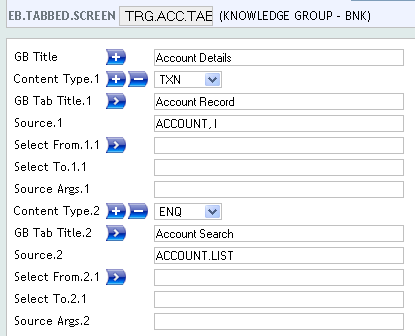 EB.TABBED.SCREEN TRG.ACC.TAE (KNOWLEDGE GROUP - BNK)
GB Title Account Details
Content Type.1 TXN
GB Tab Title.1 Account Record
Source.1 ACCOUNT, I
Select From.1.1
Select To.1.1
Source Args.1
Content Type.2 ENQ
GB Tab Title.2 Account Search
Source.2 ACCOUNT.LIST
Select From.2.1
Select To.2.1
Source Args.2